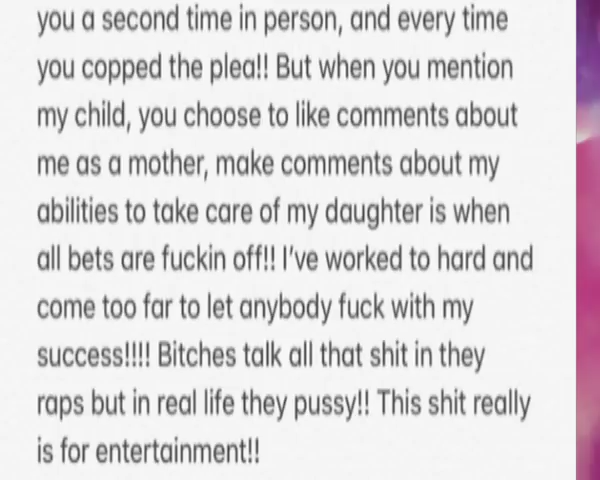 you a second time in person, and every time
you copped the plea!! But when you mention
my child, you choose to like comments about
me as a mother, make comments about my
abilities to take care of my daughter is when
all bets are fuckin off!! I've worked to hard and
come too far to let anybody fuck with my
success!!!! Bitches talk all that shit in they
raps but in real life they pussy!! This shit really
is for entertainment!!